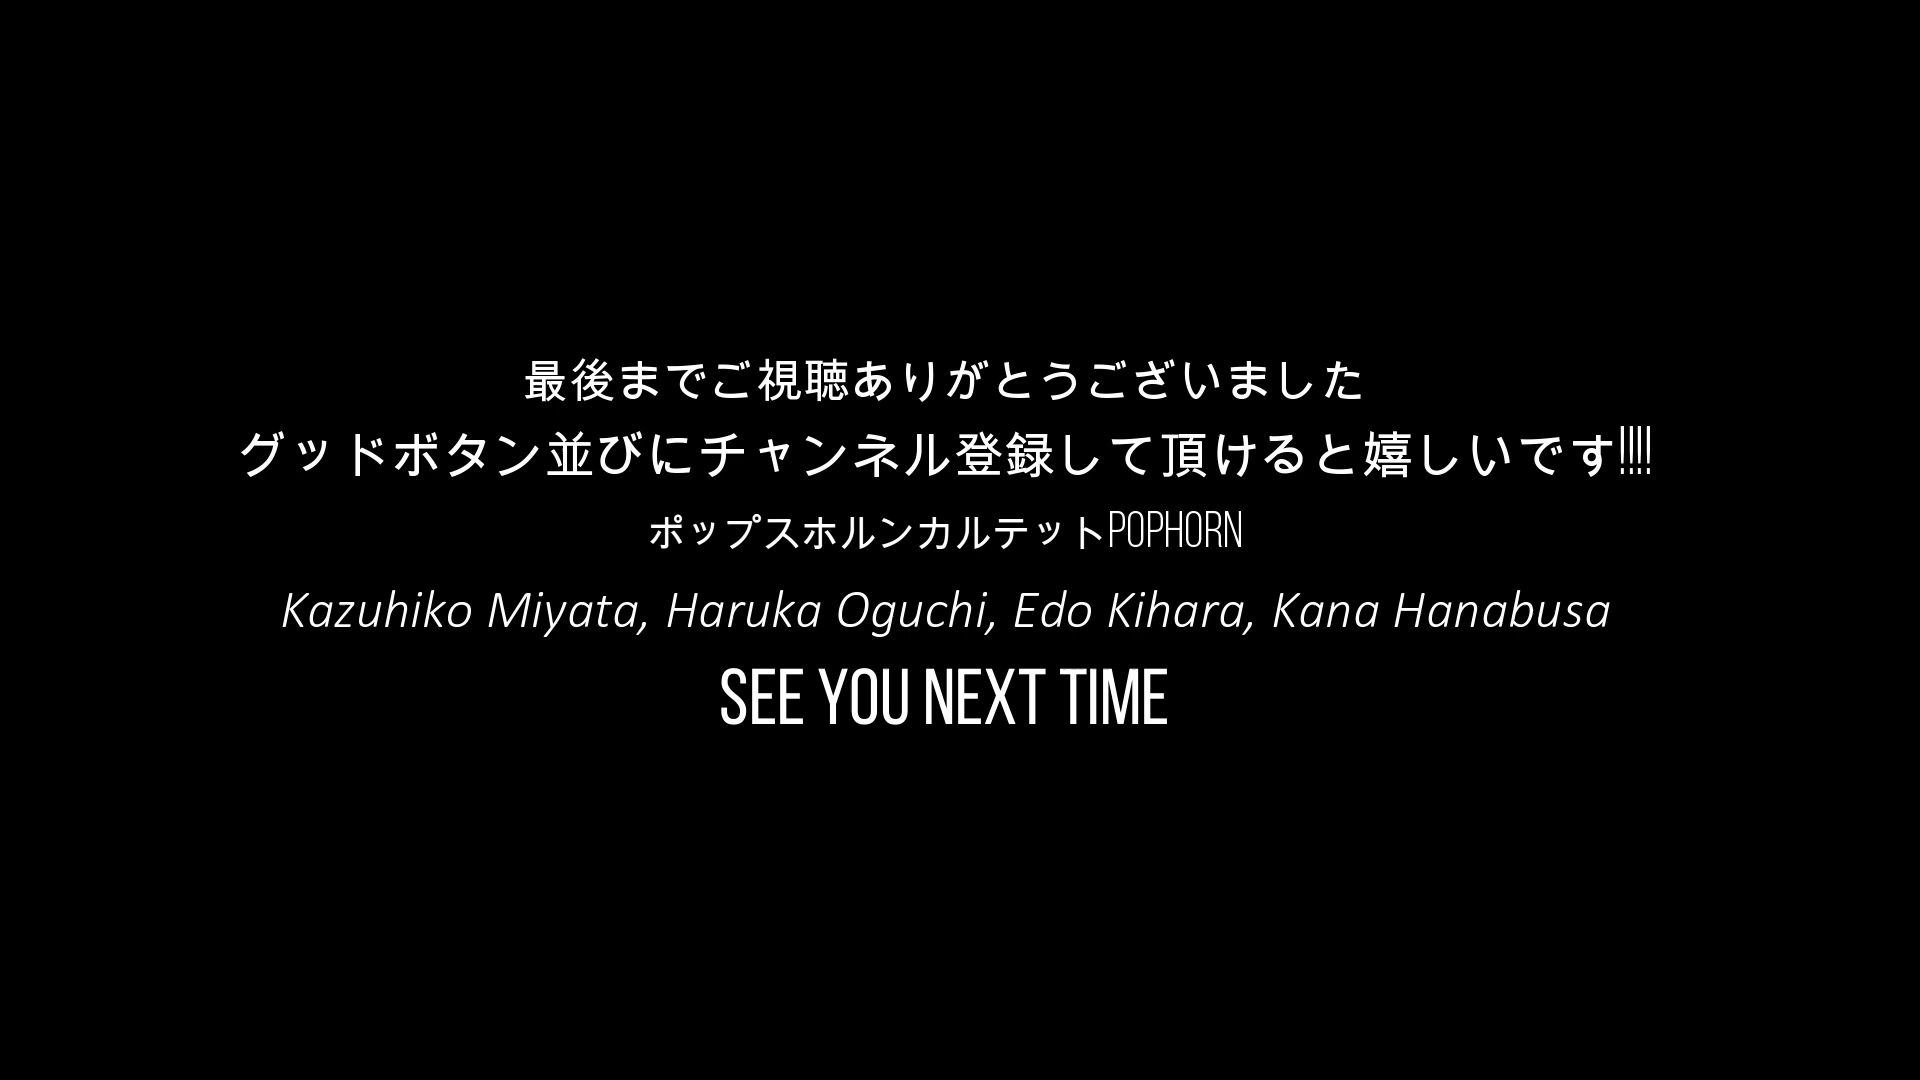 最後までご視聴ありがとうございました
グッドボタン並びにチャンネル登録して頂けると嬉しいです!!!!
ポップスホルンカルテットPOPHORN
Kazuhiko Miyata, Haruka Oguchi, Edo Kihara, Kana Hanabusa
SEE YOU NEXT TIME